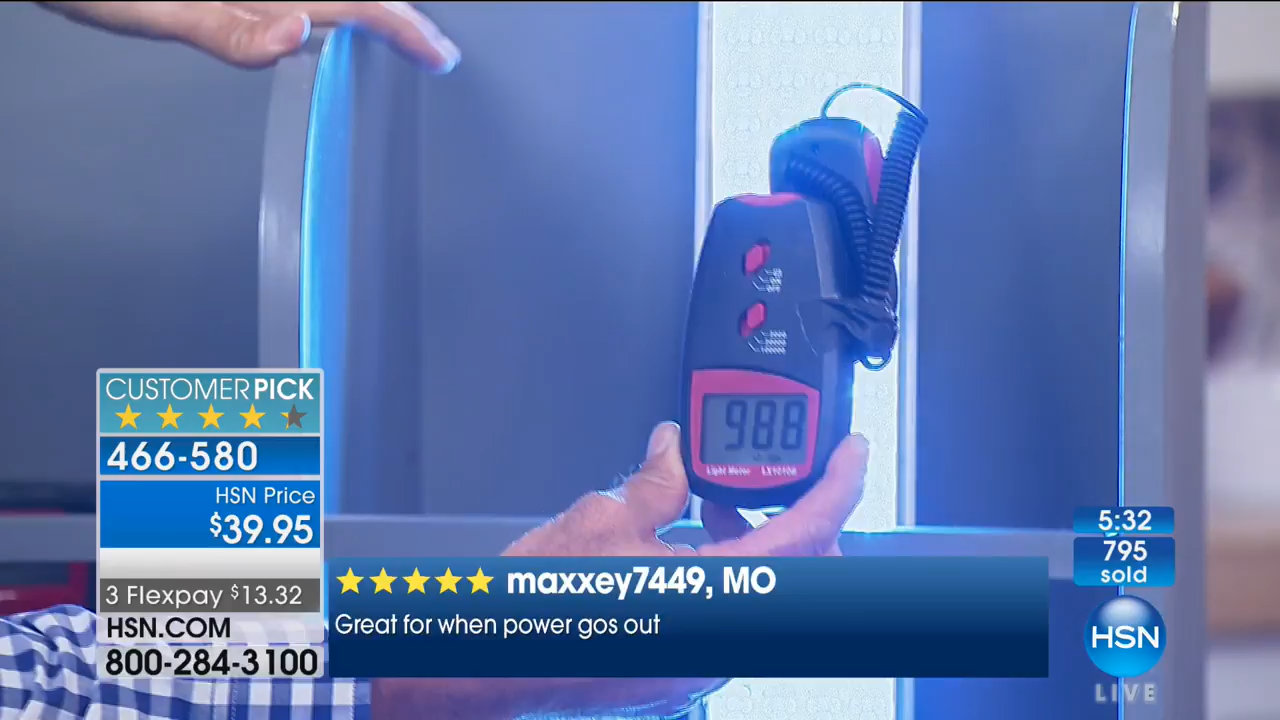 988
Light Meter LX1010B
CUSTOMER PICK
466-580
HSN Price
$39.95
3 Flexpay $13.32
HSN.COM
800-284-3100
maxxey7449, MO
Great for when power gos out
5:32
795
sold
HSN
LIVE